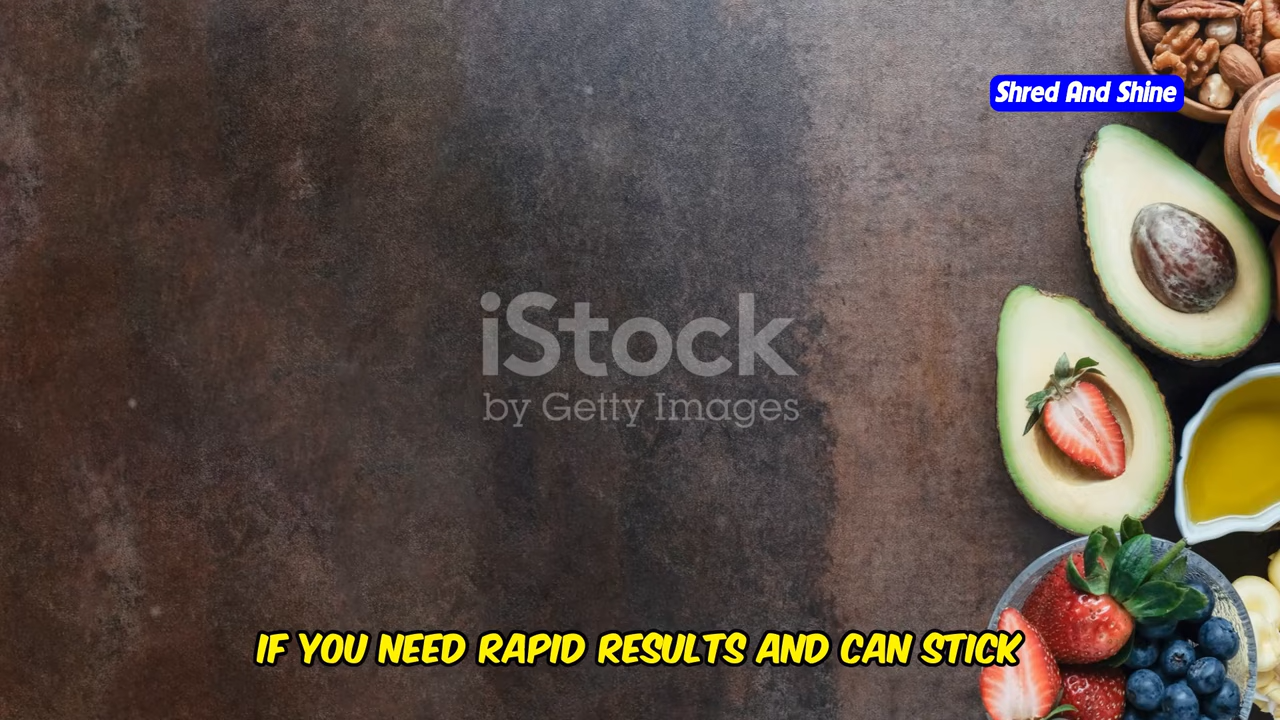 Shred And Shine
iStock
by Getty Images
IF YOU NEED RAPID RESULTS AND CAN STICK